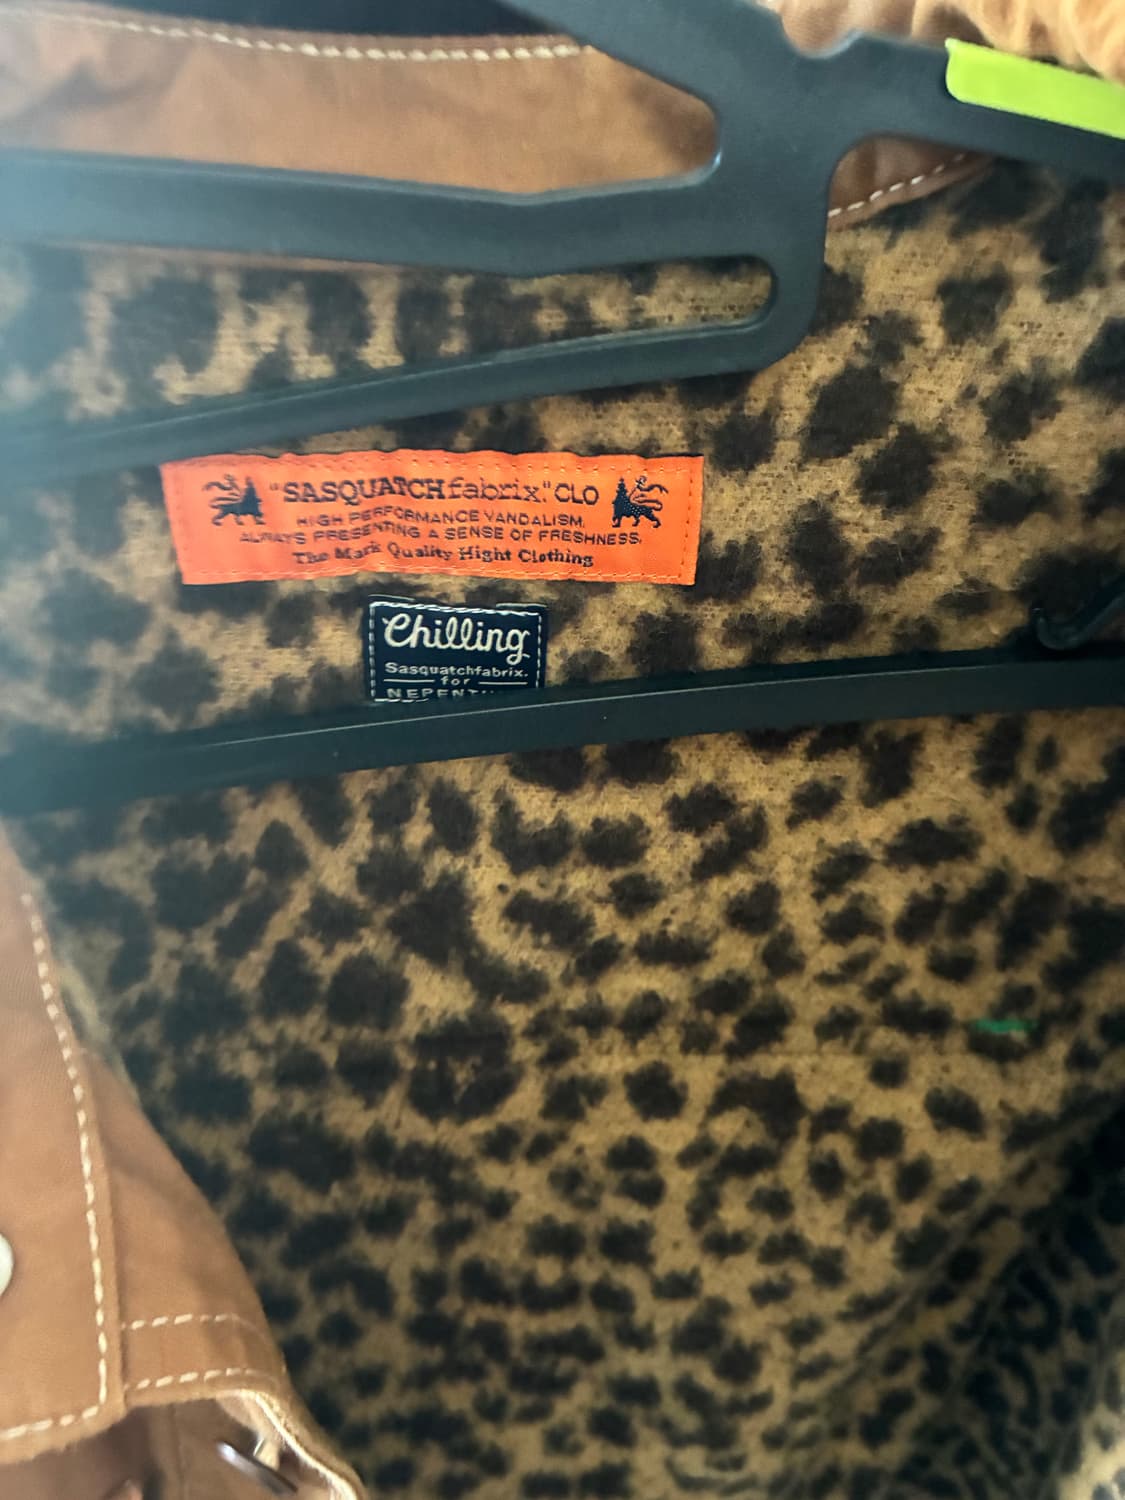 "SASQUATCHfabrix." CLO
HIGH PERFORMANCE VANDALISM.
ALWAYS PRESENTING A SENSE OF FRESHNESS.
The Mark Quality Hight Clothing
Chilling
Sasquatchfabrix.
for